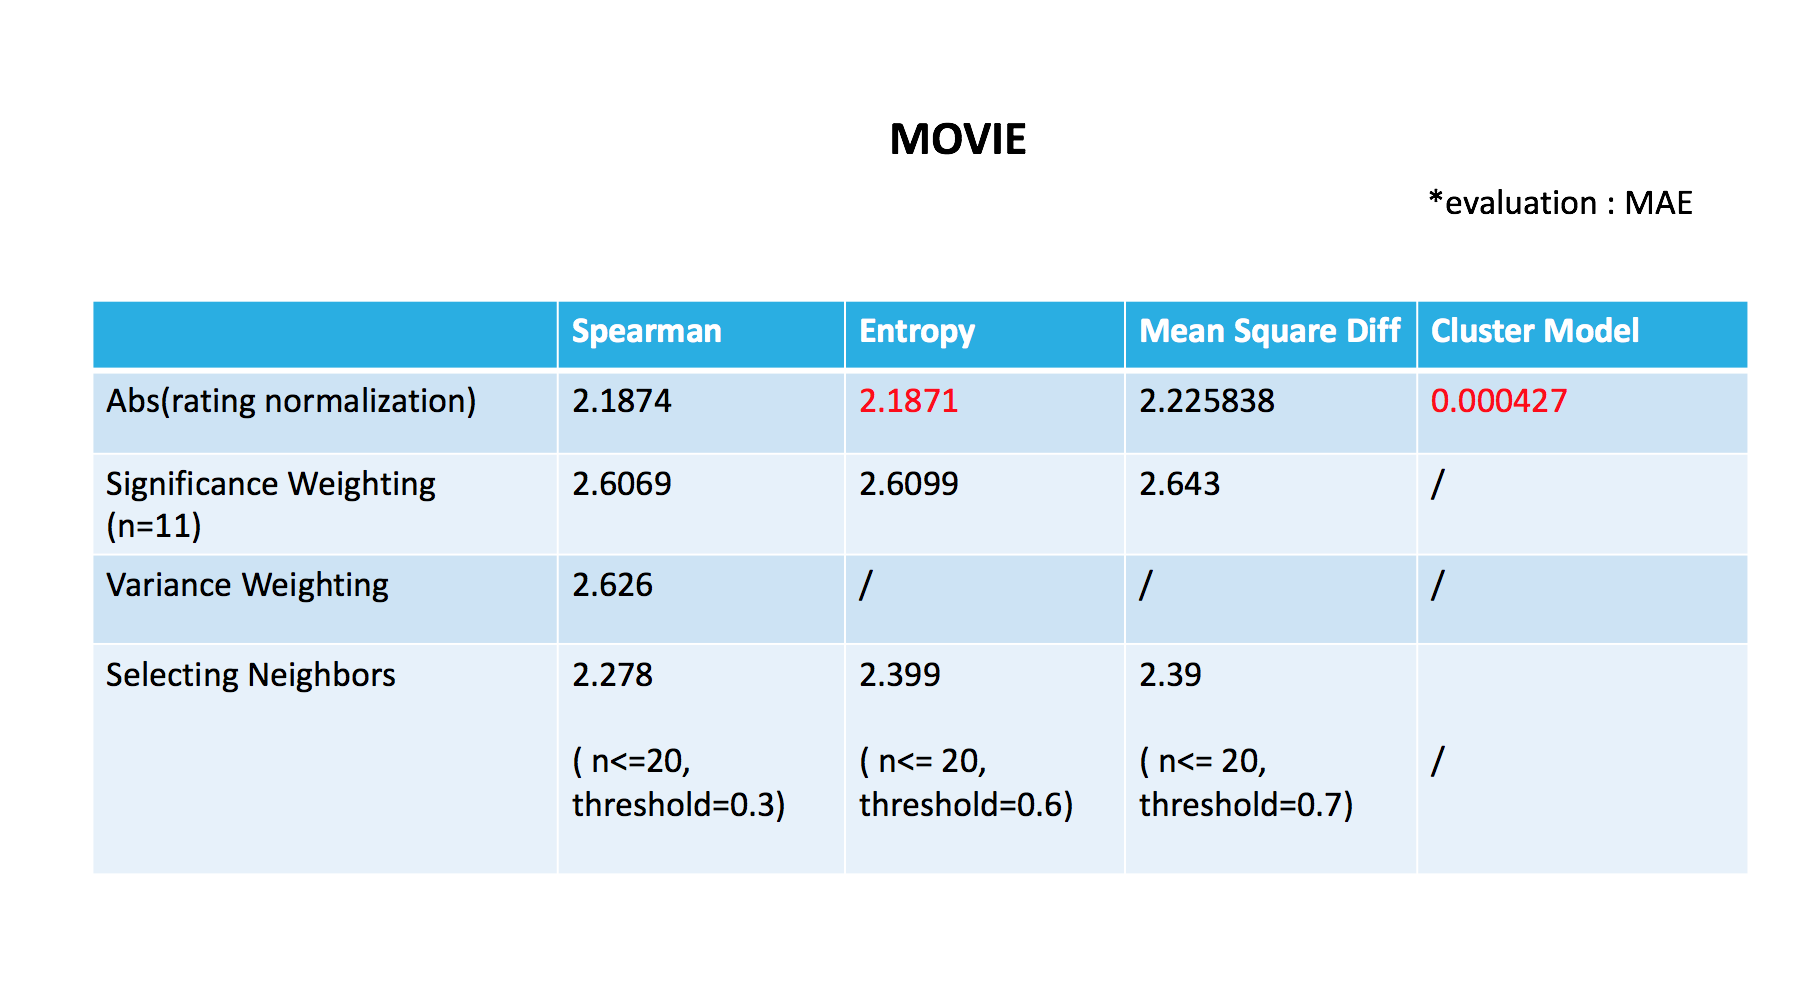 MOVIE
*evaluation : MAE
Spearman Entropy Mean Square Diff Cluster Model
Abs(rating normalization) 2.1874 2.1871 2.225838 0.000427
Significance Weighting 2.6069 2.6099 2.643 /
(n=11)
Variance Weighting 2.626 / / /
Selecting Neighbors 2.278 2.399 2.39
( n<=20, ( n<= 20, ( n<= 20, /
threshold=0.3) threshold=0.6) threshold=0.7)